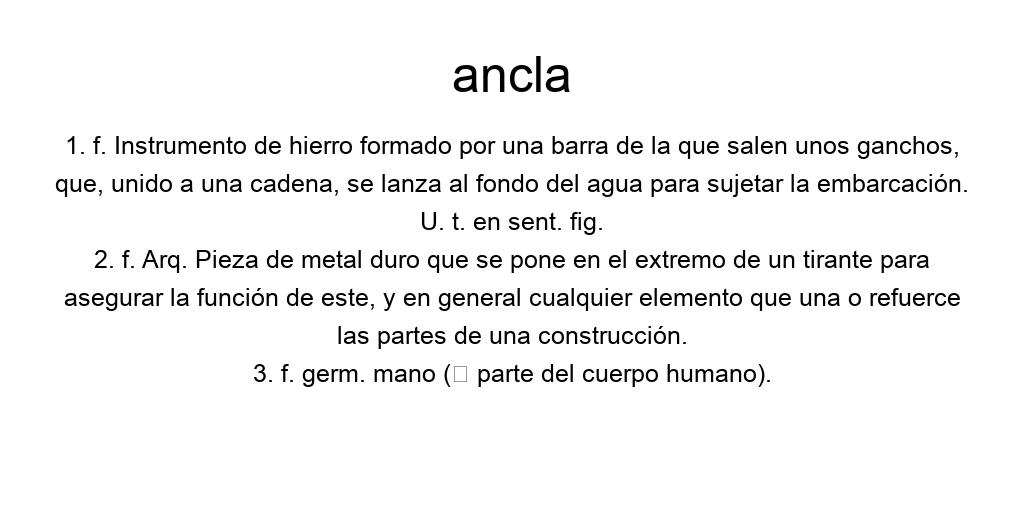 ancla
1. f. Instrumento de hierro formado por una barra de la que salen unos ganchos,
que, unido a una cadena, se lanza al fondo del agua para sujetar la embarcación.
U. t. en sent. fig.
2. f. Arq. Pieza de metal duro que se pone en el extremo de un tirante para
asegurar la función de este, y en general cualquier elemento que una o refuerce
las partes de una construcción.
3. f. germ. mano (□ parte del cuerpo humano).